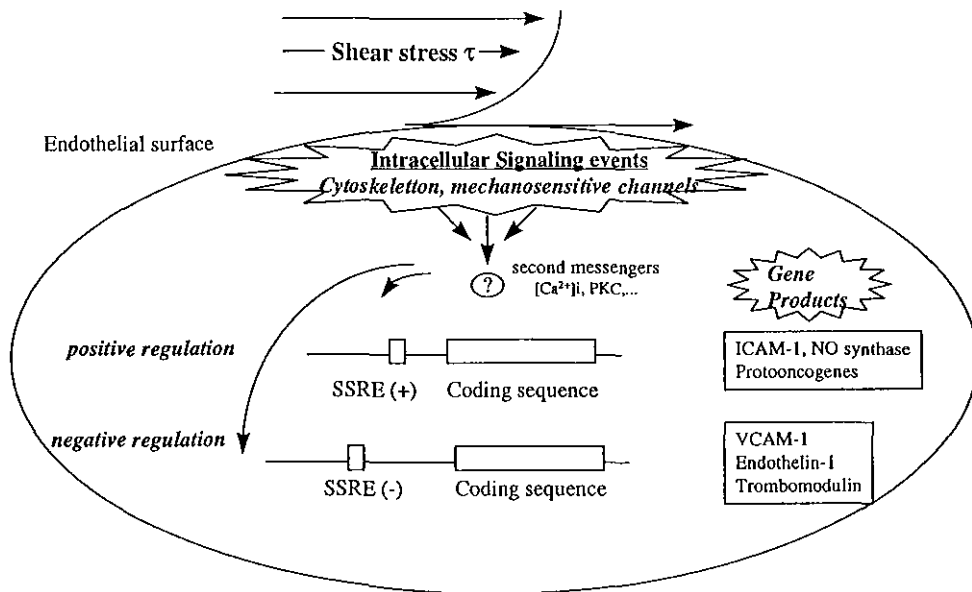 Shear stress τ
Endothelial surface
Intracellular Signaling events
Cytoskeletton, mechanosensitive channels
?
second messengers
[Ca²⁺]i, PKC,...
Gene
Products
positive regulation
SSRE (+)
Coding sequence
ICAM-1, NO synthase
Protooncogenes
negative regulation
SSRE (-)
Coding sequence
VCAM-1
Endothelin-1
Trombomodulin